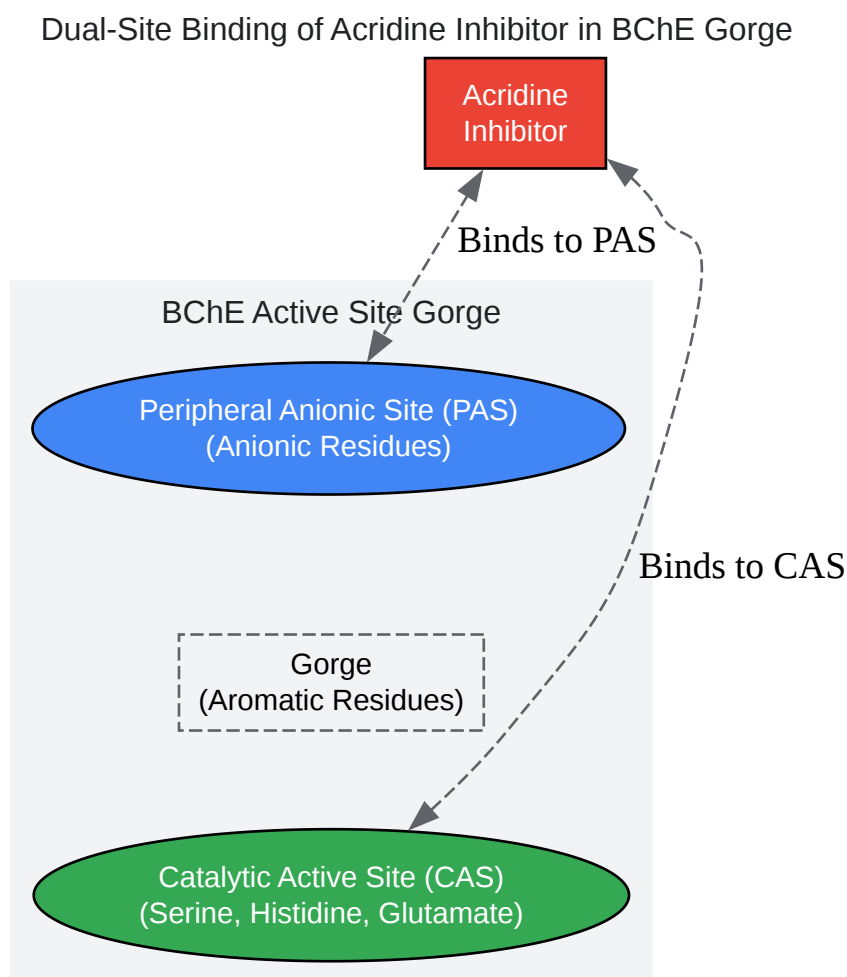 Dual-Site Binding of Acridine Inhibitor in BChE Gorge
Acridine
Inhibitor
Binds to PAS
BChE Active Site Gorge
Peripheral Anionic Site (PAS)
(Anionic Residues)
Binds to CAS
Gorge
(Aromatic Residues)
Catalytic Active Site (CAS)
(Serine, Histidine, Glutamate)